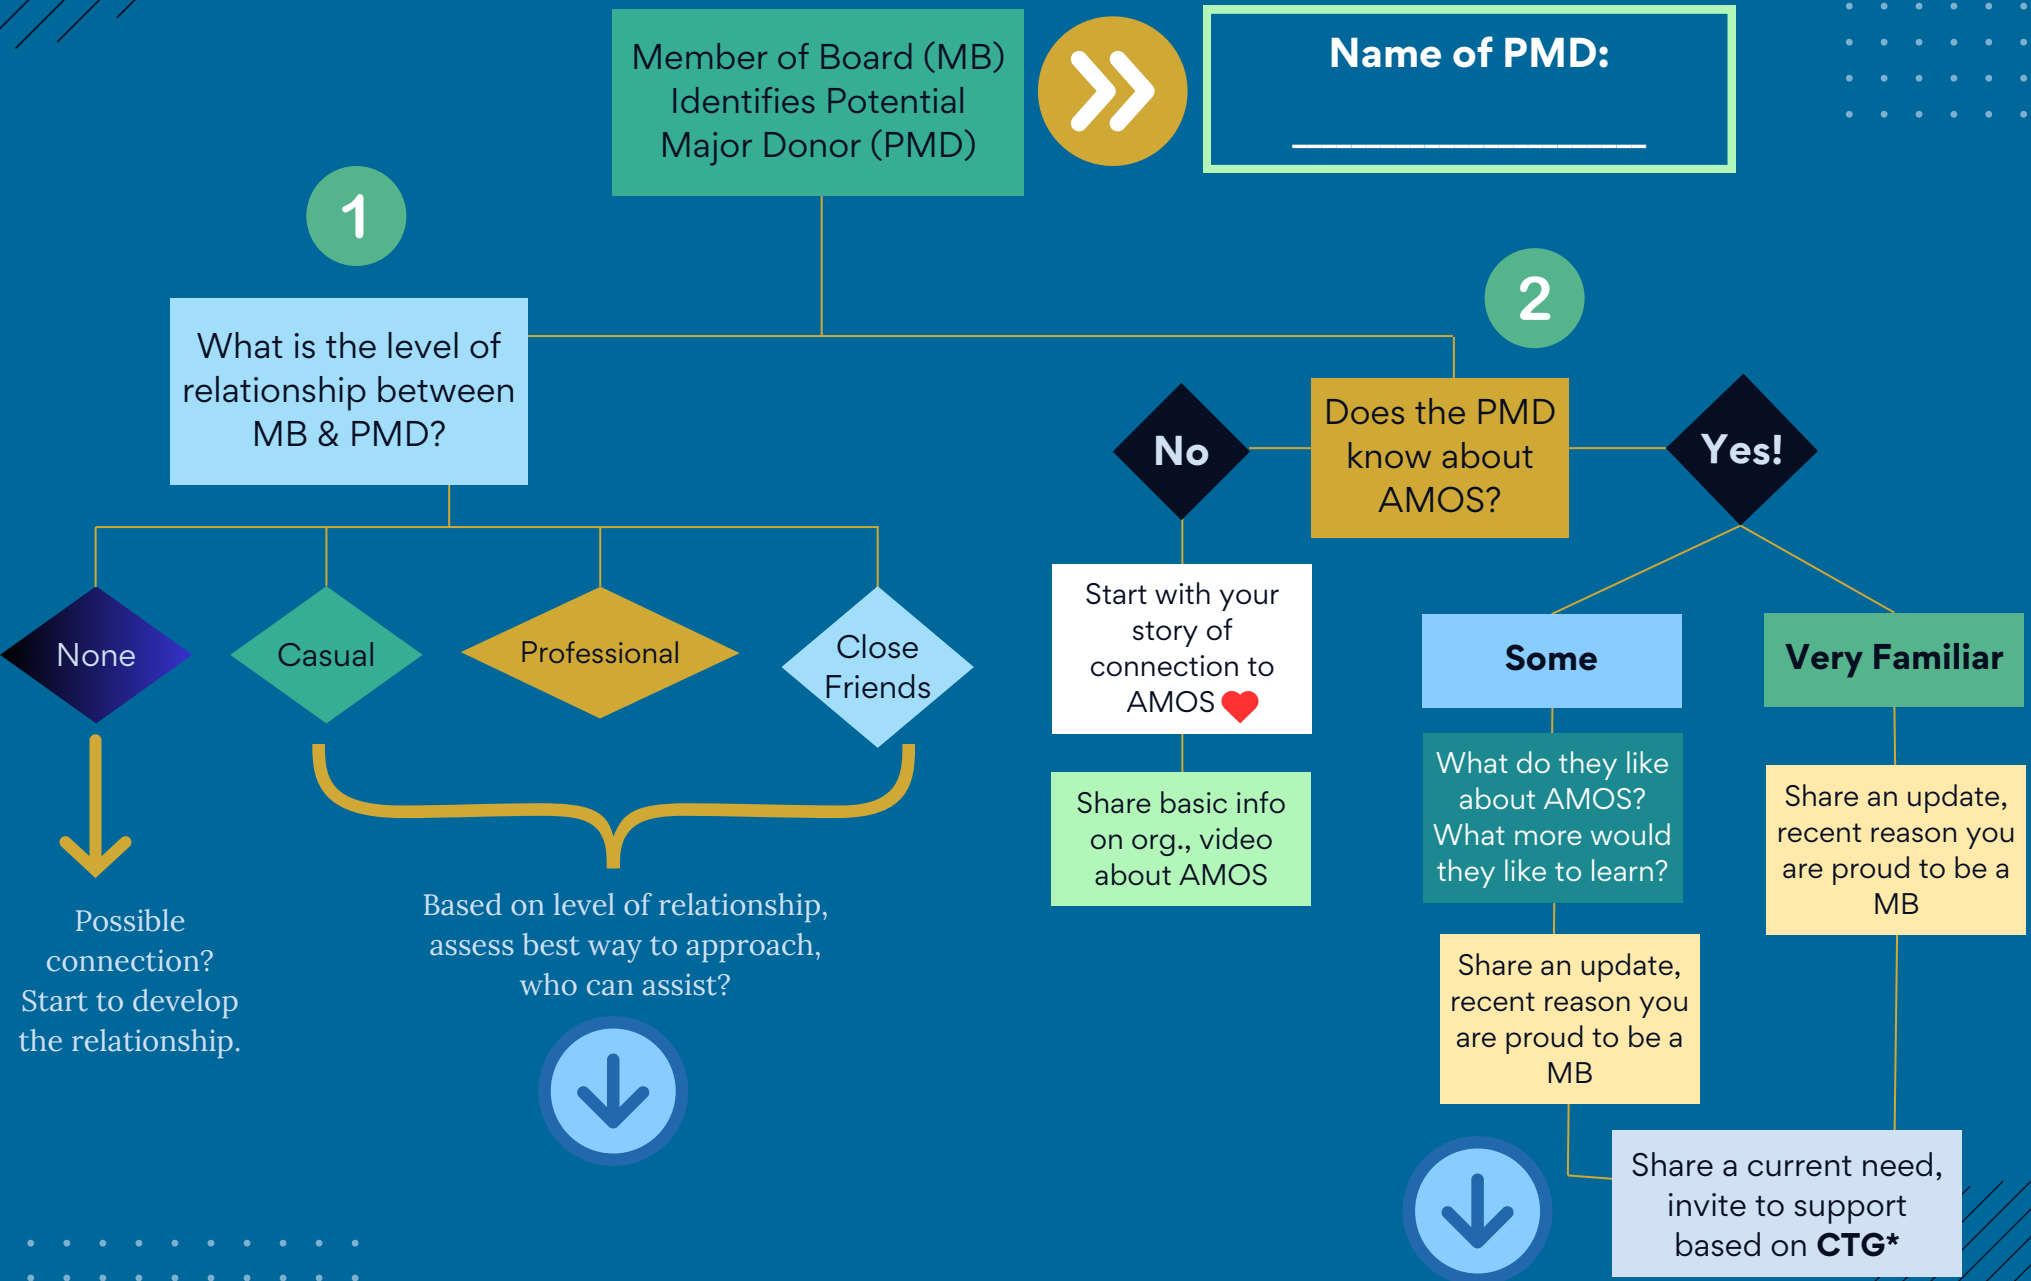 Member of Board (MB)
Identifies Potential
Major Donor (PMD)
Name of PMD:
______________________
1
What is the level of
relationship between
MB & PMD?
None
Casual
Professional
Close
Friends
Possible
connection?
Start to develop
the relationship.
Based on level of relationship,
assess best way to approach,
who can assist?
2
Does the PMD
know about
AMOS?
No
Yes!
Start with your
story of
connection to
AMOS
Share basic info
on org., video
about AMOS
Some
What do they like
about AMOS?
What more would
they like to learn?
Share an update,
recent reason you
are proud to be a
MB
Very Familiar
Share an update,
recent reason you
are proud to be a
MB
Share a current need,
invite to support
based on CTG*